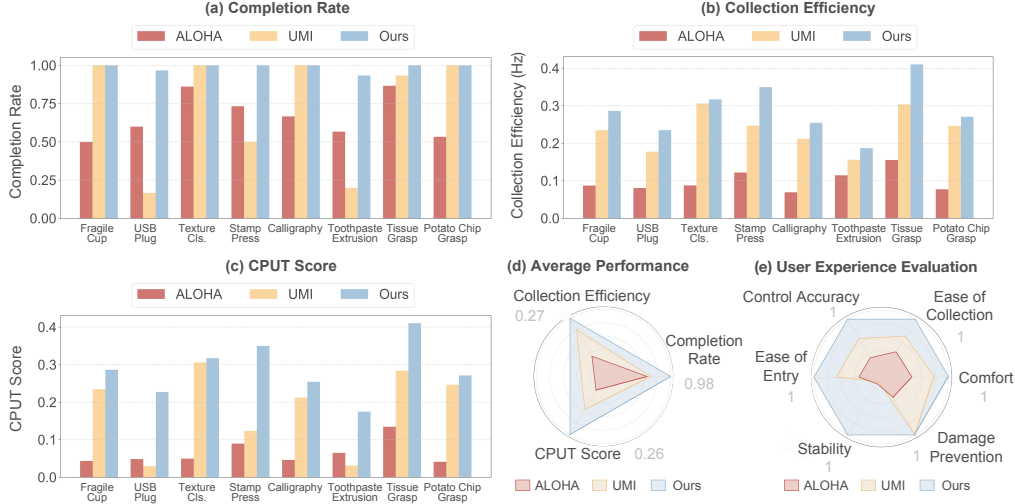 (a) Completion Rate
ALOHA UMI Ours
Completion Rate
1.00
0.75
0.50
0.25
0.00
Fragile Cup
USB Plug
Texture Cls.
Stamp Press
Calligraphy
Toothpaste Extrusion
Tissue Grasp
Potato Chip Grasp
(b) Collection Efficiency
ALOHA UMI Ours
Collection Efficiency (Hz)
0.4
0.3
0.2
0.1
0.0
Fragile Cup
USB Plug
Texture Cls.
Stamp Press
Calligraphy
Toothpaste Extrusion
Tissue Grasp
Potato Chip Grasp
(c) CPUT Score
ALOHA UMI Ours
CPUT Score
0.4
0.3
0.2
0.1
0.0
Fragile Cup
USB Plug
Texture Cls.
Stamp Press
Calligraphy
Toothpaste Extrusion
Tissue Grasp
Potato Chip Grasp
(d) Average Performance
Collection Efficiency
0.27
Completion
Rate
0.98
CPUT Score
0.26
ALOHA UMI Ours
(e) User Experience Evaluation
Control Accuracy
1
Ease of
Collection
1
Ease of
Entry
1
Comfort
1
Stability
1
Damage
Prevention
1
ALOHA UMI Ours